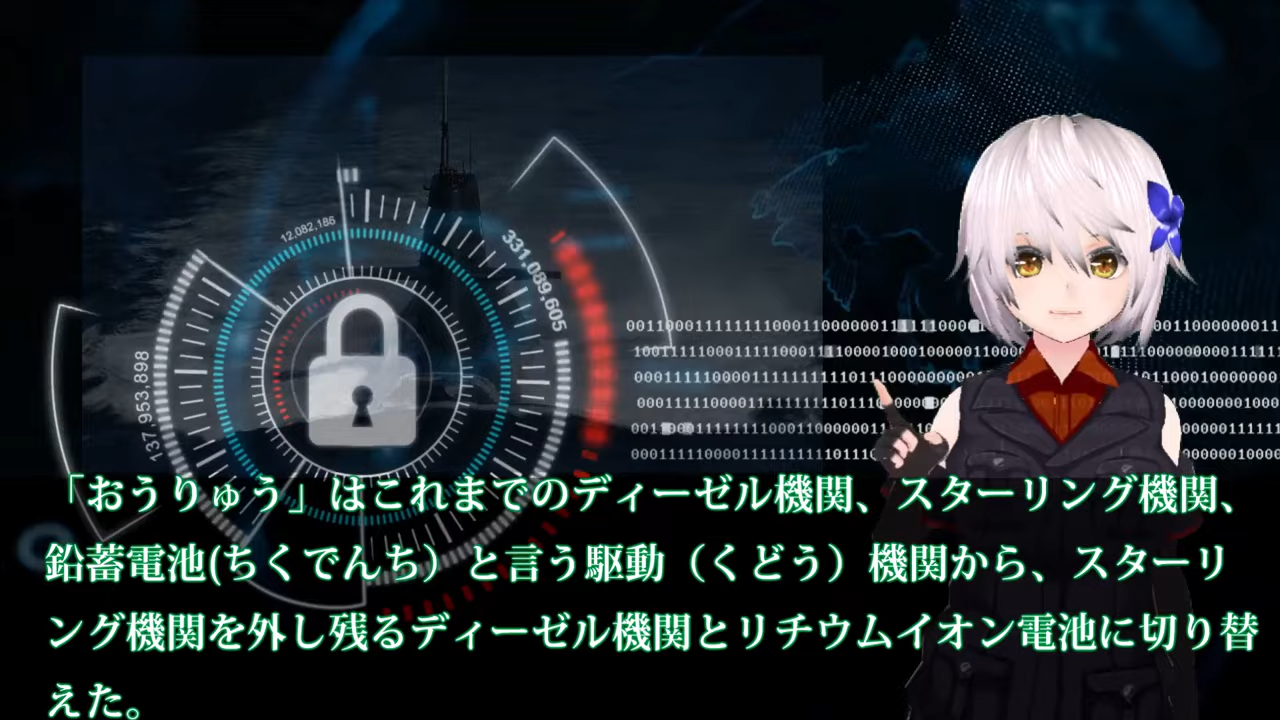 12,082,186
331,089,605
137,953,898
「おうりゅう」はこれまでのディーゼル機関、スターリング機関、
鉛蓄電池(ちくでんち）と言う駆動（くどう）機関から、スターリ
ング機関を外し残るディーゼル機関とリチウムイオン電池に切り替
えた。